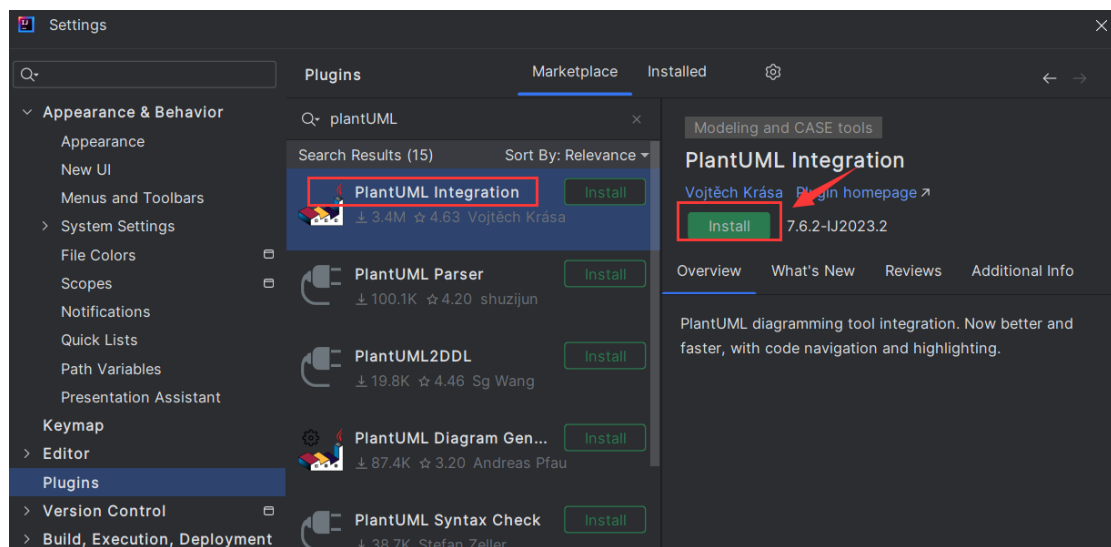 Settings
Appearance & Behavior
Appearance
New UI
Menus and Toolbars
System Settings
File Colors
Scopes
Notifications
Quick Lists
Path Variables
Presentation Assistant
Keymap
Editor
Plugins
Version Control
Build, Execution, Deployment
Plugins
Marketplace
Installed
plantUML
Search Results (15)
Sort By: Relevance
PlantUML Integration
Install
3.4M 4.63 Vojtěch Krása
PlantUML Parser
Install
100.1K 4.20 shuzijun
PlantUML2DDL
Install
19.8K 4.46 Sg Wang
PlantUML Diagram Gen...
Install
87.4K 3.20 Andreas Pfau
PlantUML Syntax Check
Install
38.7K Stefan Zeller
Modeling and CASE tools
PlantUML Integration
Vojtěch Krása Plugin homepage ↗
Install 7.6.2-IJ2023.2
Overview
What's New
Reviews
Additional Info
PlantUML diagramming tool integration. Now better and
faster, with code navigation and highlighting.